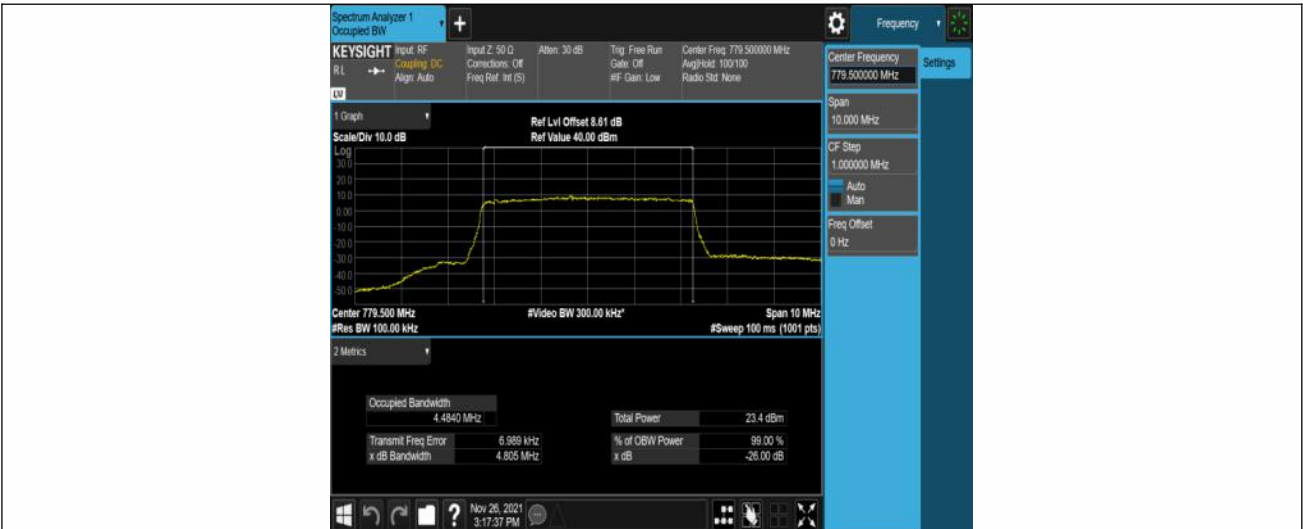 Spectrum Analyzer 1
Occupied BW
+
Frequency
KEYSIGHT
R L
LV
Input: RF
Coupling: DC
Align: Auto
Input Z: 50 Ω
Corrections: Off
Freq Ref: Int (S)
Atten: 30 dB
Trig: Free Run
Gate: Off
#IF Gain: Low
Center Freq: 779.500000 MHz
Avg|Hold: 100/100
Radio Std: None
Center Frequency
779.500000 MHz
Settings
Span
10.000 MHz
CF Step
1.000000 MHz
Auto
Man
Freq Offset
0 Hz
1 Graph
Scale/Div 10.0 dB
Ref Lvl Offset 8.61 dB
Ref Value 40.00 dBm
Log
30.0
20.0
10.0
0.00
-10.0
-20.0
-30.0
-40.0
-50.0
Center 779.500 MHz
#Video BW 300.00 kHz*
Span 10 MHz
#Res BW 100.00 kHz
#Sweep 100 ms (1001 pts)
2 Metrics
Occupied Bandwidth
4.4840 MHz
Total Power 23.4 dBm
Transmit Freq Error 6.989 kHz
% of OBW Power 99.00 %
x dB Bandwidth 4.805 MHz
x dB -26.00 dB
?
Nov 26, 2021
3:17:37 PM